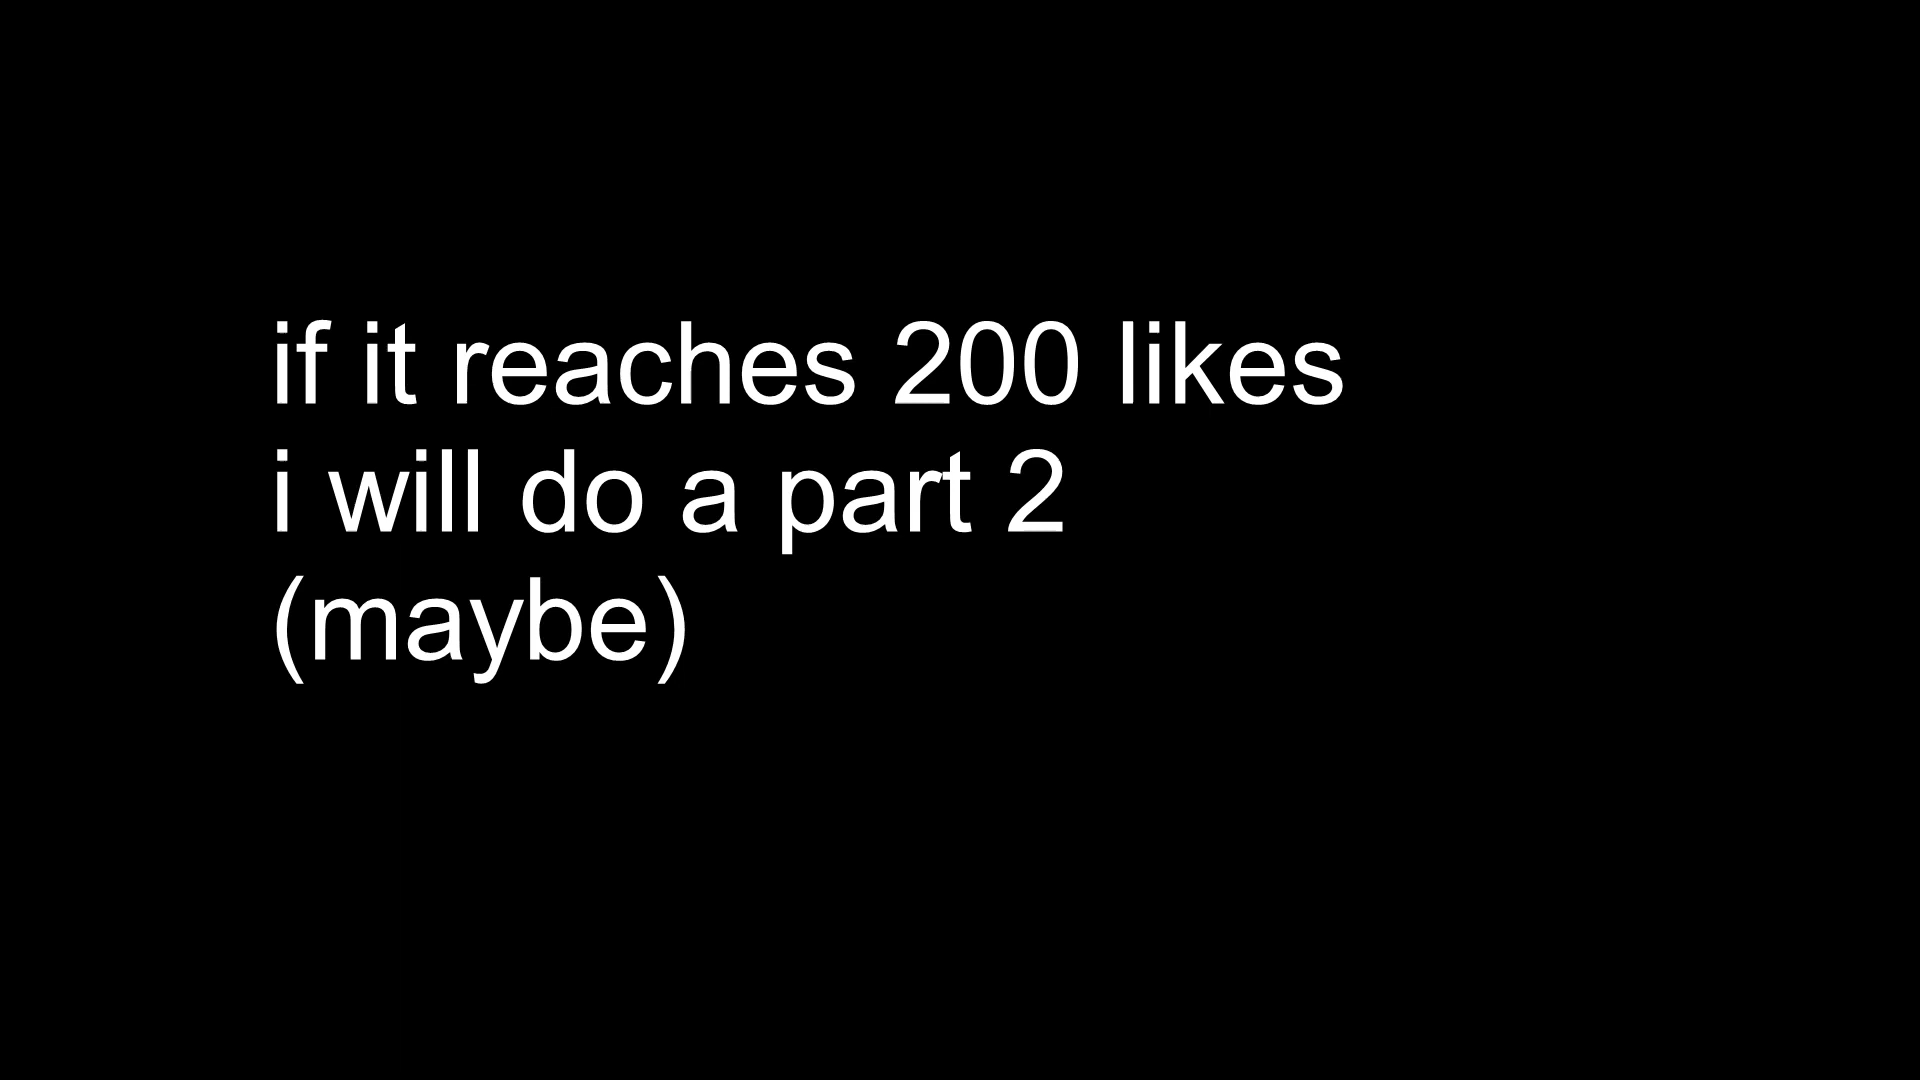 if it reaches 200 likes
i will do a part 2
(maybe)